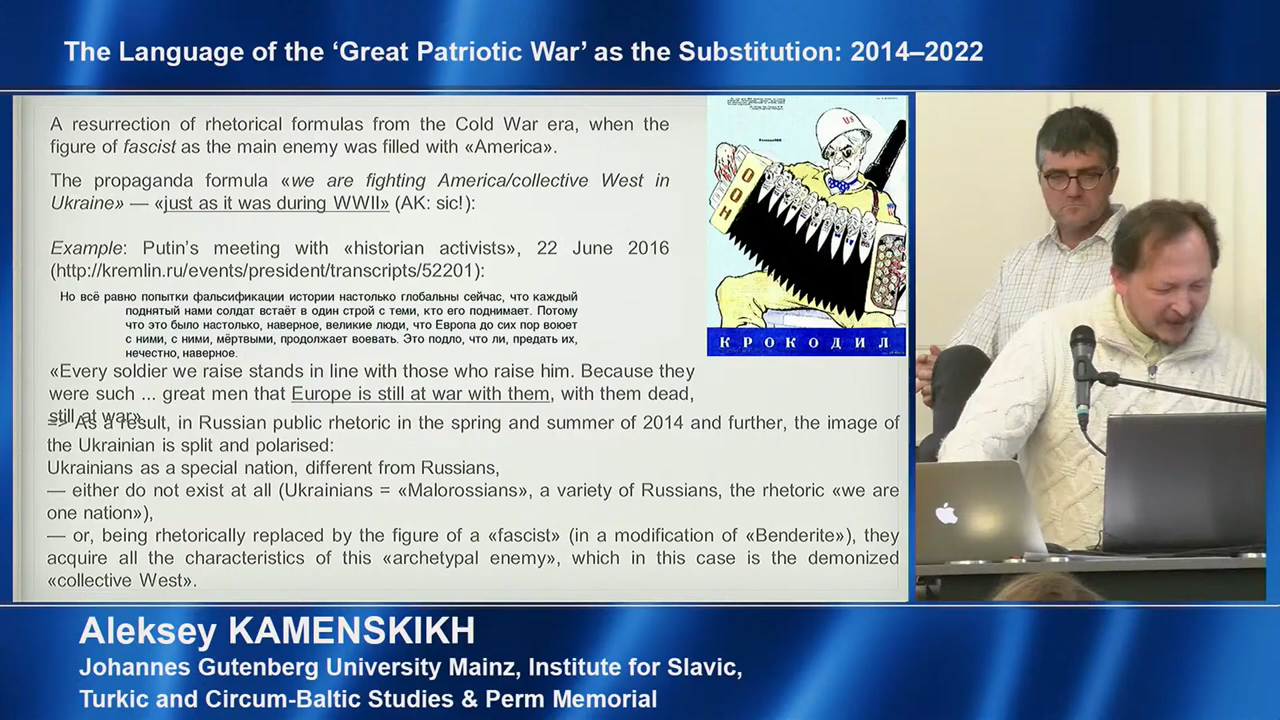 The Language of the ‘Great Patriotic War’ as the Substitution: 2014–2022
A resurrection of rhetorical formulas from the Cold War era, when the
figure of fascist as the main enemy was filled with «America».
The propaganda formula «we are fighting America/collective West in
Ukraine» — «just as it was during WWII» (AK: sic!):
Example: Putin’s meeting with «historian activists», 22 June 2016
(http://kremlin.ru/events/president/transcripts/52201):
Но всё равно попытки фальсификации истории настолько глобальны сейчас, что каждый
поднятый нами солдат встаёт в один строй с теми, кто его поднимает. Потому
что это было настолько, наверное, великие люди, что Европа до сих пор воюет
с ними, с ними, мёртвыми, продолжает воевать. Это подло, что ли, предать их,
нечестно, наверное.
«Every soldier we raise stands in line with those who raise him. Because they
were such ... great men that Europe is still at war with them, with them dead,
still at war»
=> As a result, in Russian public rhetoric in the spring and summer of 2014 and further, the image of
the Ukrainian is split and polarised:
Ukrainians as a special nation, different from Russians,
— either do not exist at all (Ukrainians = «Malorossians», a variety of Russians, the rhetoric «we are
one nation»),
— or, being rhetorically replaced by the figure of a «fascist» (in a modification of «Benderite»), they
acquire all the characteristics of this «archetypal enemy», which in this case is the demonized
«collective West».
US
ООН
КРОКОДИЛ
Aleksey KAMENSKIKH
Johannes Gutenberg University Mainz, Institute for Slavic,
Turkic and Circum-Baltic Studies & Perm Memorial